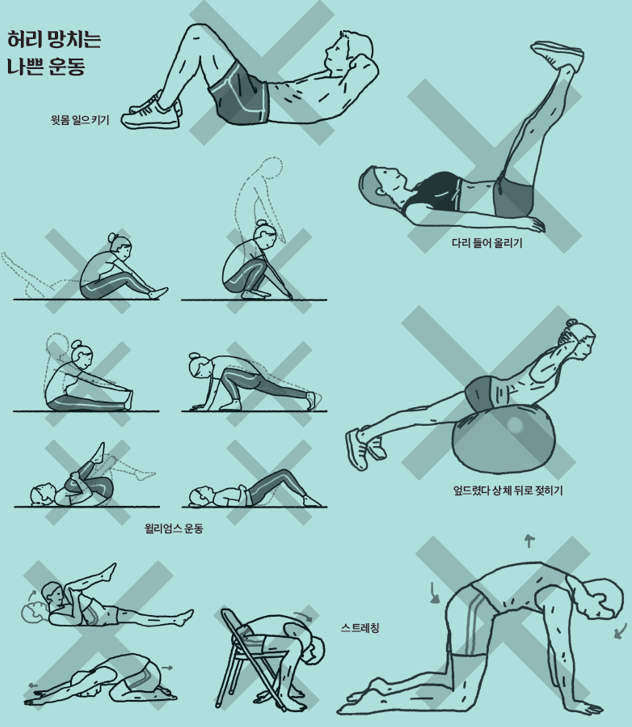 허리 망치는
나쁜 운동
윗몸 일으키기
다리 들어 올리기
엎드렸다 상체 뒤로 젖히기
윌리엄스 운동
스트레칭